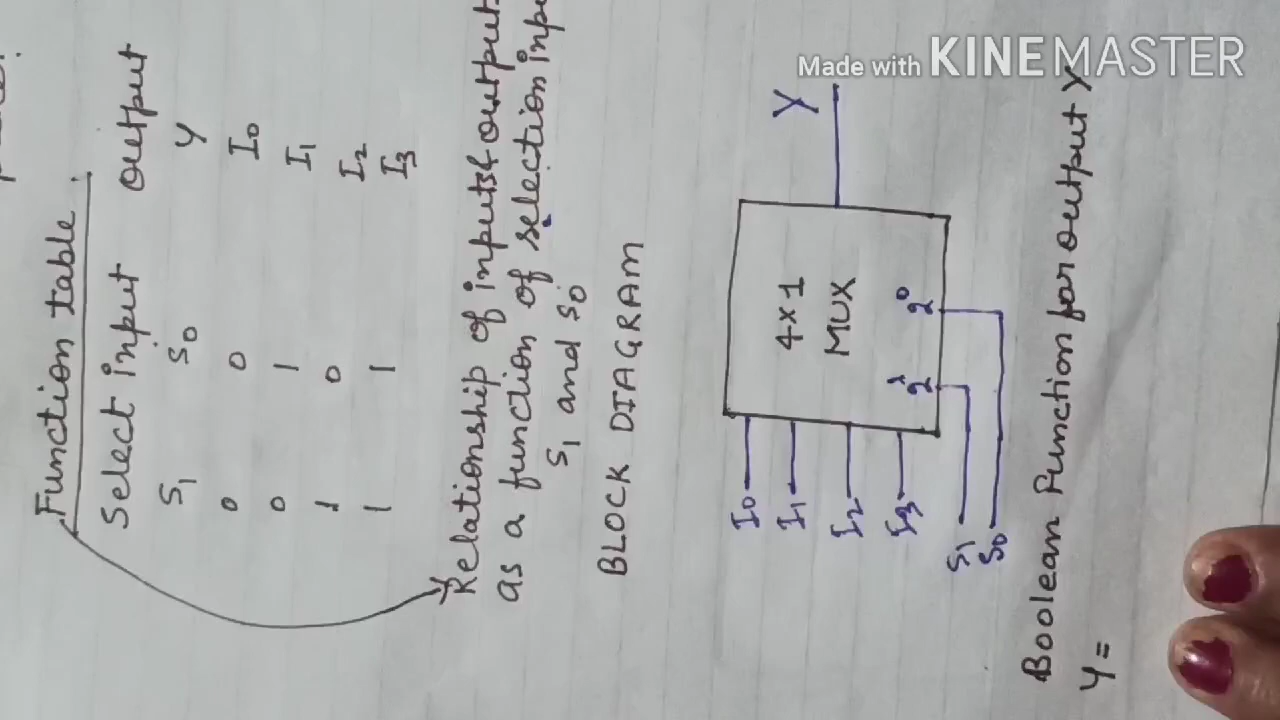 Function table.
Select input output
S1 S0 Y
0 0 I0
0 1 I1
1 0 I2
1 1 I3
Relationship of inputs & output
as a function of selection inpu
S1 and S0
BLOCK DIAGRAM
I0
I1
I2
I3
4x1
MUX
2¹ 2⁰
Y
S1
S0
Boolean Function for output Y
Y=
Made with KINEMASTER